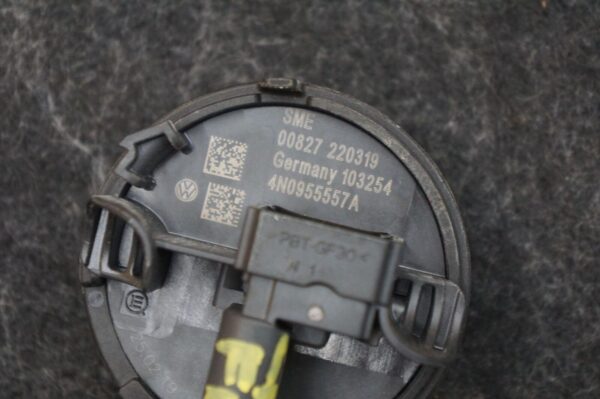 SME
00827 220319
Germany 103254
4N0955557A
>PBT-GF30<